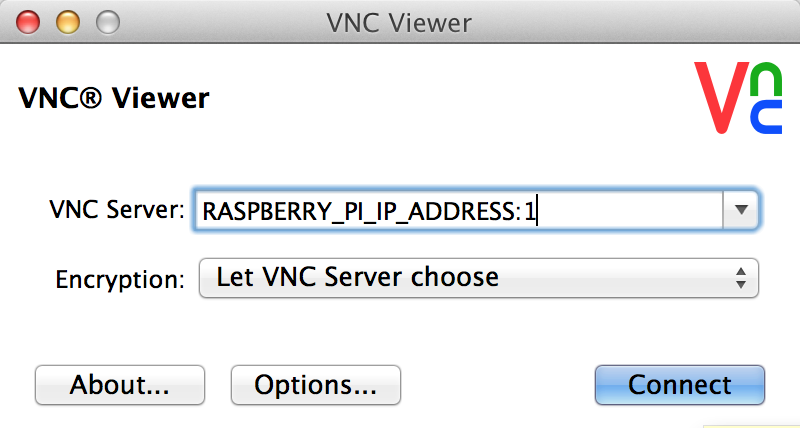 VNC Viewer
VNC® Viewer
Vnc
VNC Server: RASPBERRY_PI_IP_ADDRESS:1
Encryption: Let VNC Server choose
About... Options... Connect